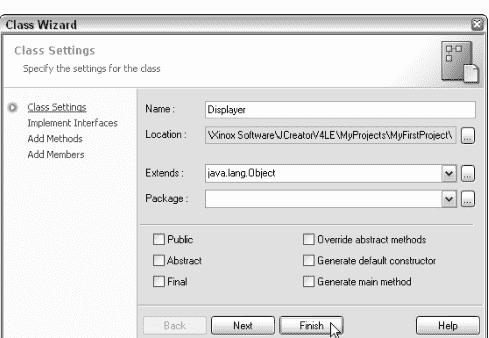 Class Wizard
Class Settings
Specify the settings for the class
Class Settings
Implement Interfaces
Add Methods
Add Members
Name :
Displayer
Location :
\Xinox Software\JCreatorV4LE\MyProjects\MyFirstProject\
...
Extends :
java.lang.Object
...
Package :
...
Public
Override abstract methods
Abstract
Generate default constructor
Final
Generate main method
Back
Next
Finish
Help